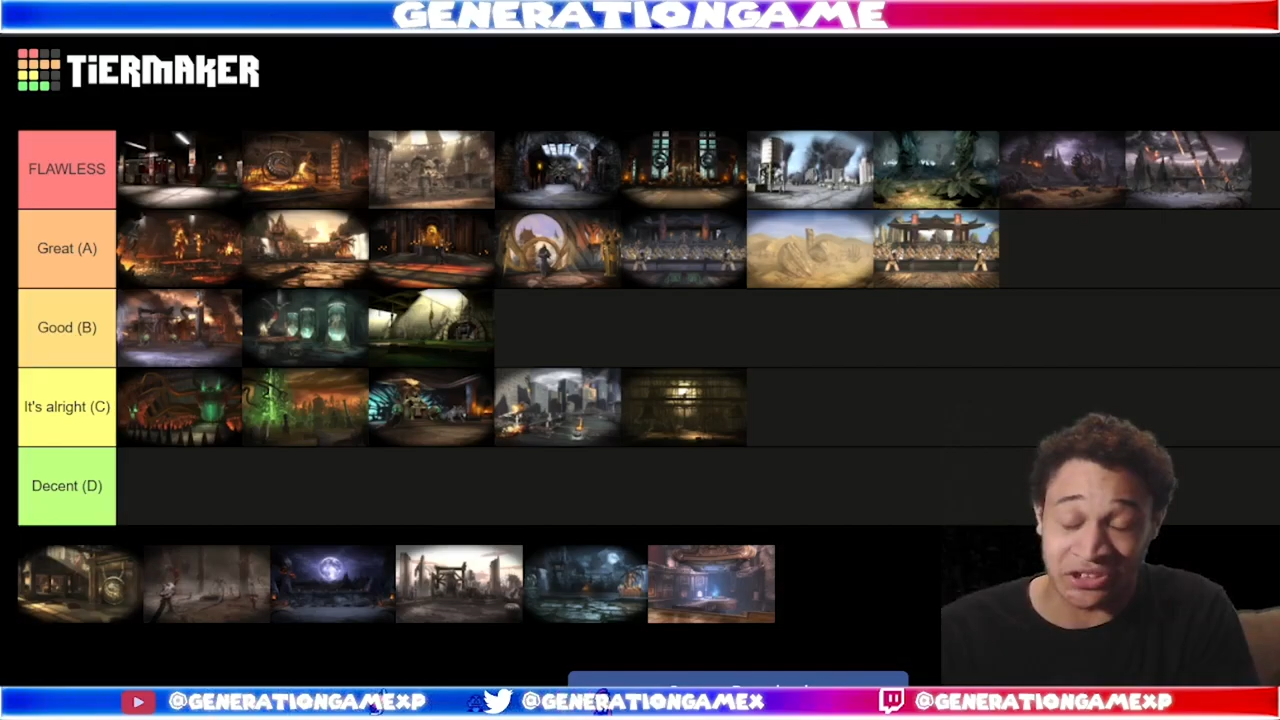 GENERATIONGAME
TIERMAKER
FLAWLESS
Great (A)
Good (B)
It's alright (C)
Decent (D)
@GENERATIONGAMEXP @GENERATIONGAMEX @GENERATIONGAMEXP